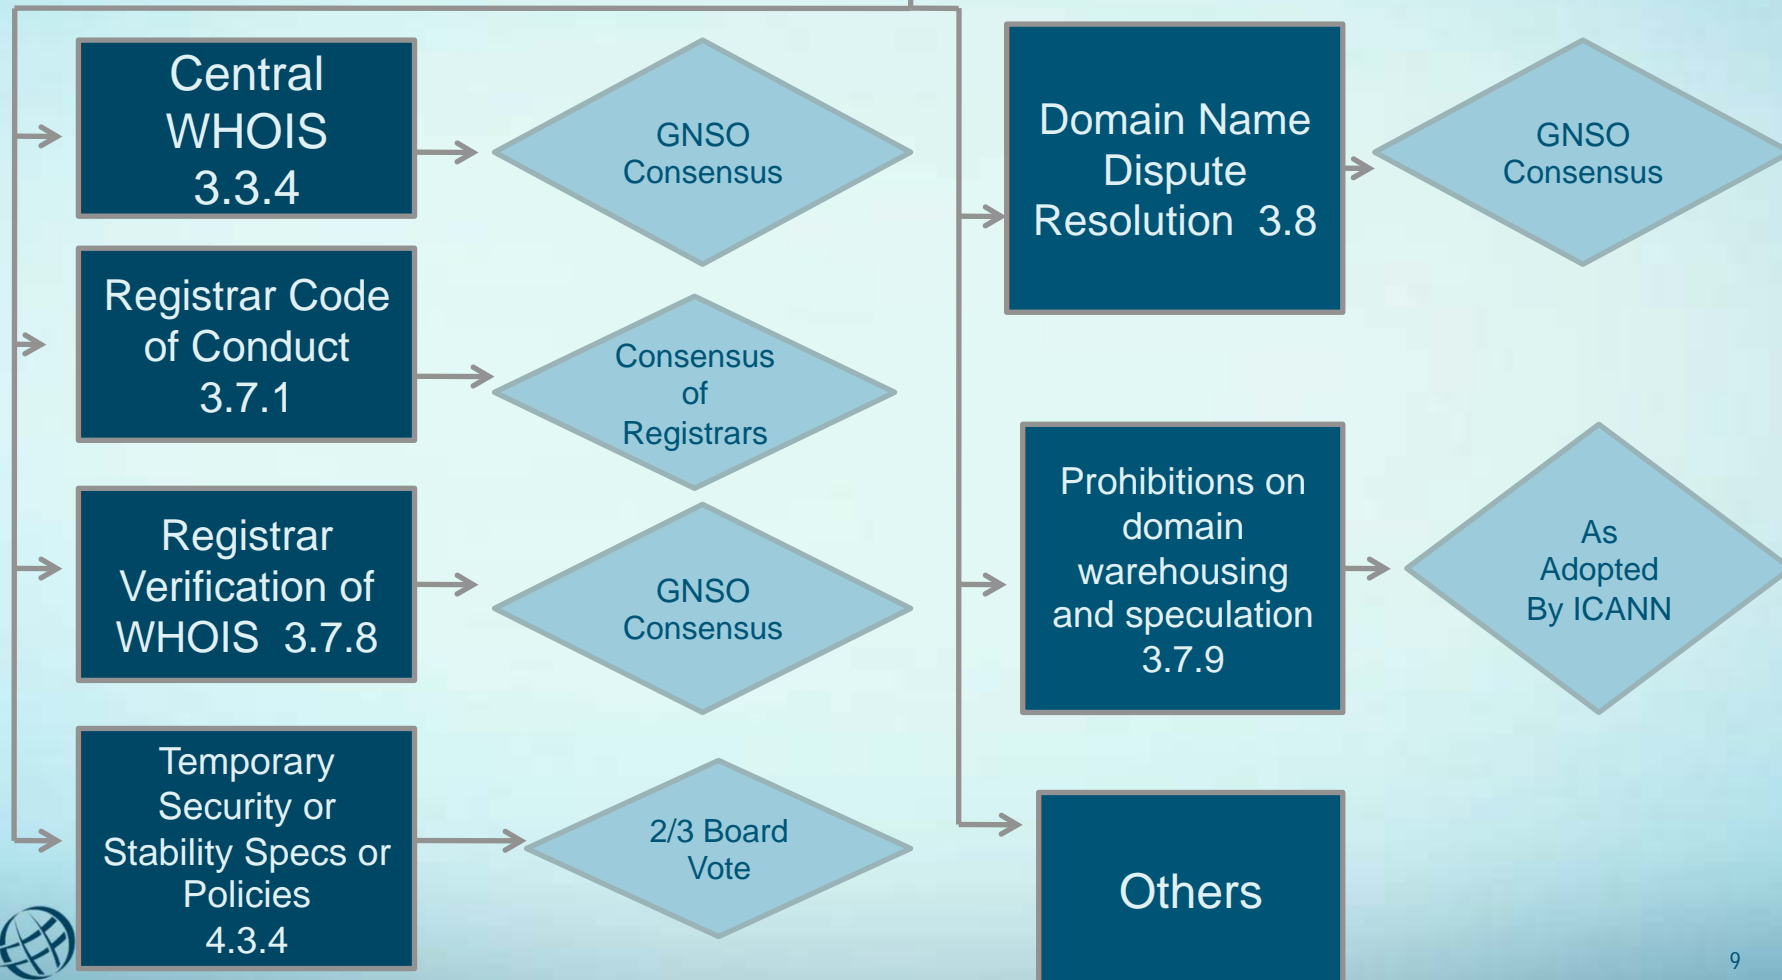 Central
WHOIS
3.3.4
GNSO
Consensus
Registrar Code
of Conduct
3.7.1
Consensus
of
Registrars
Registrar
Verification of
WHOIS 3.7.8
GNSO
Consensus
Temporary
Security or
Stability Specs or
Policies
4.3.4
2/3 Board
Vote
Domain Name
Dispute
Resolution 3.8
GNSO
Consensus
Prohibitions on
domain
warehousing
and speculation
3.7.9
As
Adopted
By ICANN
Others
9